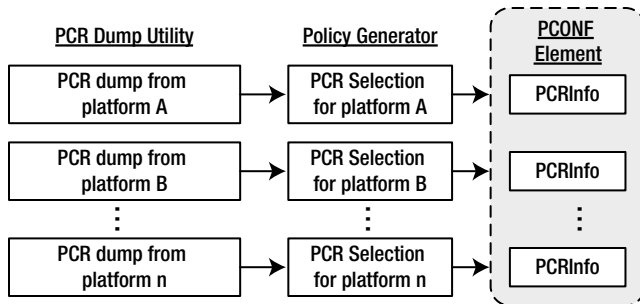 PCR Dump Utility
Policy Generator
PCONF
Element
PCR dump from
platform A
PCR Selection
for platform A
PCRInfo
PCR dump from
platform B
PCR Selection
for platform B
PCRInfo
PCR dump from
platform n
PCR Selection
for platform n
PCRInfo